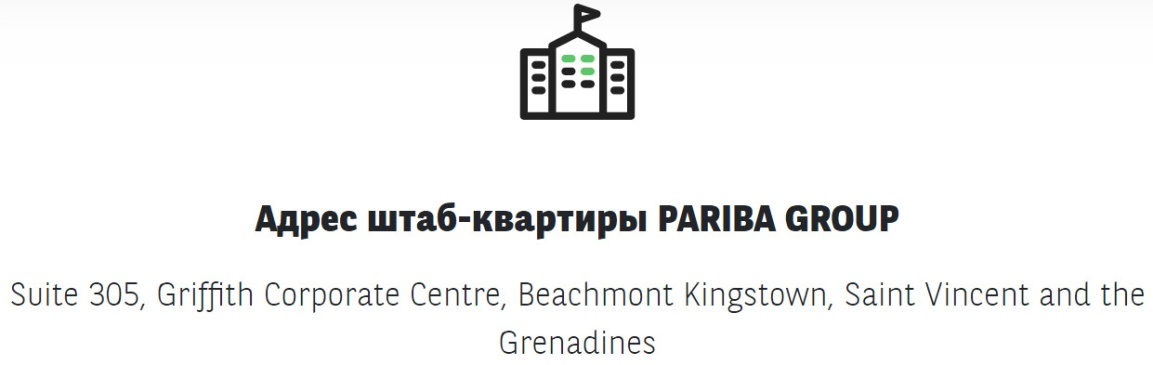 Адрес штаб-квартиры PARIBA GROUP
Suite 305, Griffith Corporate Centre, Beachmont Kingstown, Saint Vincent and the
Grenadines